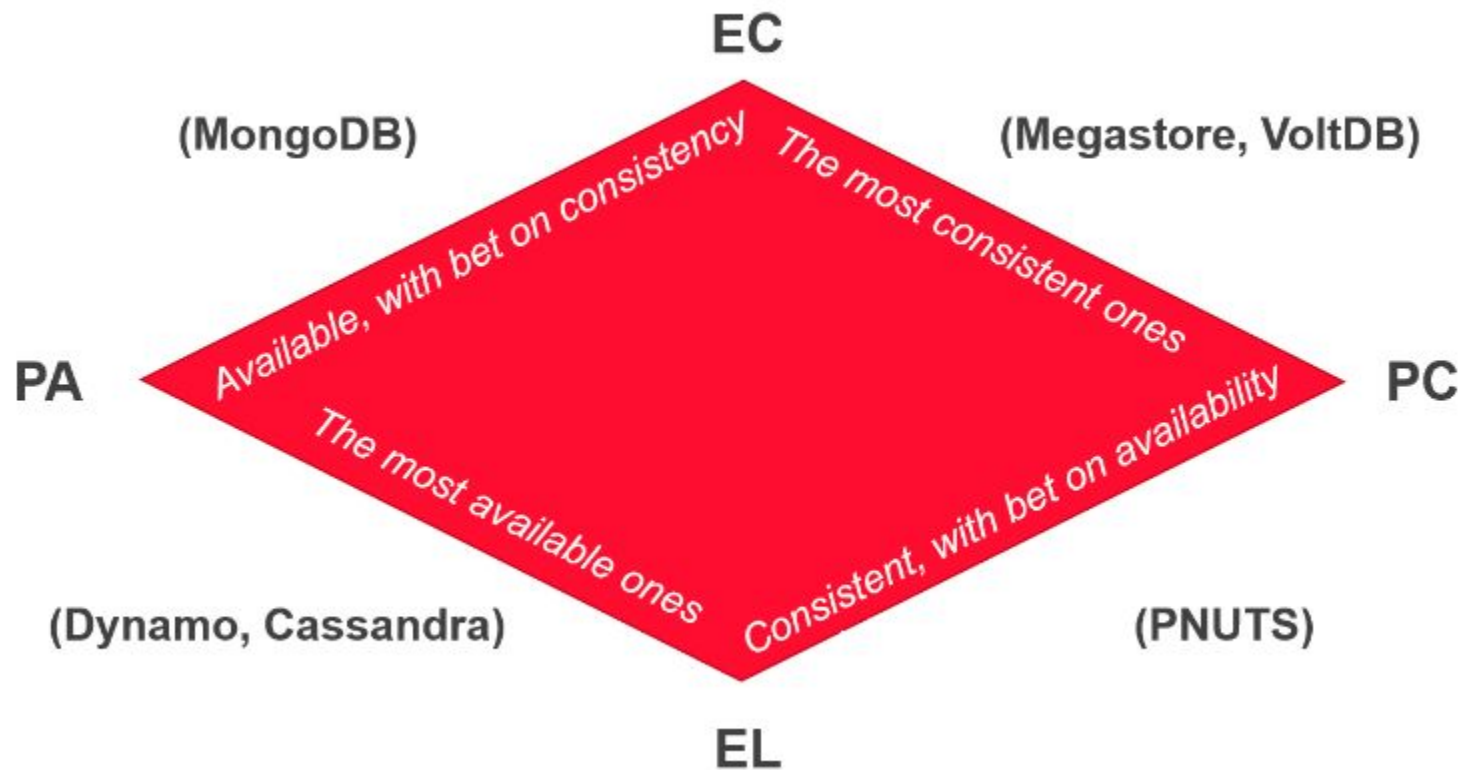 EC
(MongoDB)
(Megastore, VoltDB)
Available, with bet on consistency
The most consistent ones
PA
PC
The most available ones
Consistent, with bet on availability
(Dynamo, Cassandra)
(PNUTS)
EL